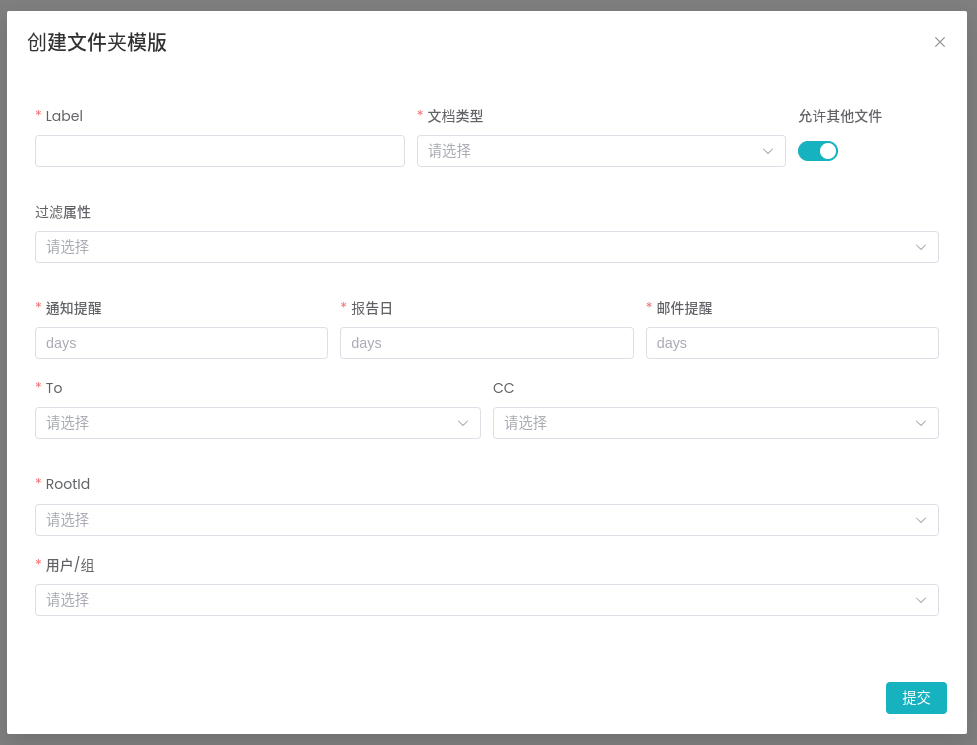 创建文件夹模版
* Label
* 文档类型
允许其他文件
请选择
过滤属性
请选择
* 通知提醒
* 报告日
* 邮件提醒
days
days
days
* To
CC
请选择
请选择
* RootId
请选择
* 用户/组
请选择
提交